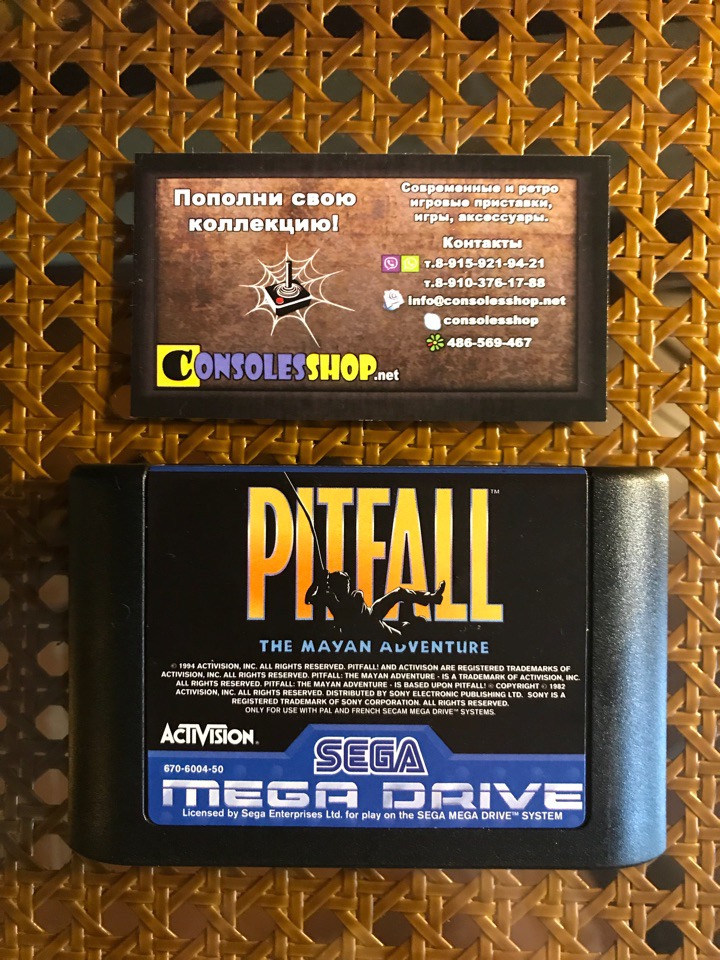 Пополни свою
коллекцию!
Современные и ретро
игровые приставки,
игры, аксессуары.
Контакты
т.8-915-921-94-21
т.8-910-376-17-88
info@consolesshop.net
consolesshop
486-569-467
CONSOLESSHOP.net
PITFALL™
THE MAYAN ADVENTURE
© 1994 ACTIVISION, INC. ALL RIGHTS RESERVED. PITFALL! AND ACTIVISON ARE REGISTERED TRADEMARKS OF
ACTIVISION, INC. ALL RIGHTS RESERVED. PITFALL: THE MAYAN ADVENTURE - IS A TRADEMARK OF ACTIVISION, INC.
ALL RIGHTS RESERVED. PITFALL: THE MAYAN ADVENTURE - IS BASED UPON PITFALL! © COPYRIGHT © 1982
ACTIVISION, INC. ALL RIGHTS RESERVED. DISTRIBUTED BY SONY ELECTRONIC PUBLISHING LTD. SONY IS A
REGISTERED TRADEMARK OF SONY CORPORATION. ALL RIGHTS RESERVED.
ONLY FOR USE WITH PAL AND FRENCH SECAM MEGA DRIVE™ SYSTEMS.
ACTIVISION.
SEGA
670-6004-50
MEGA DRIVE
Licensed by Sega Enterprises Ltd. for play on the SEGA MEGA DRIVE™ SYSTEM